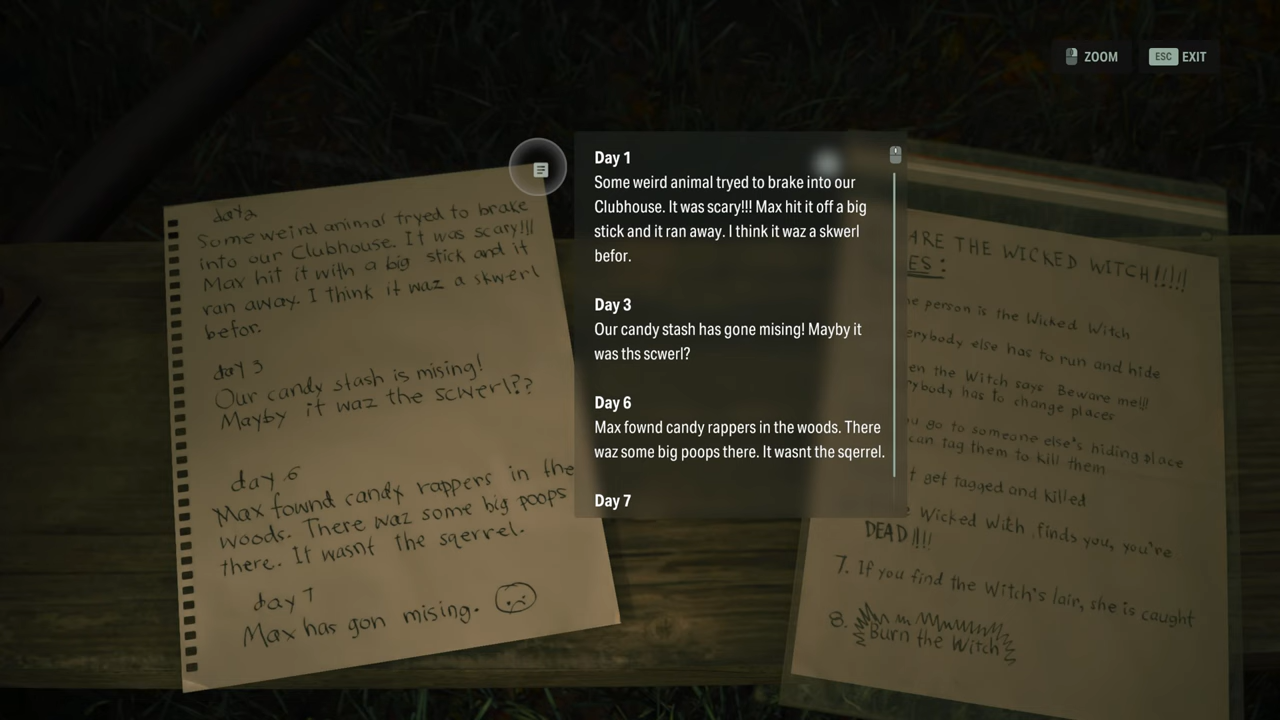 ZOOM
ESC EXIT
day 2
Some weird animal tryed to brake
into our Clubhouse. It was scary!!!
Max hit it with a big stick and it
ran away. I think it waz a skwerl
befor.
day 3
Our candy stash is mising!
Mayby it waz the scwerl??
day 6
Max fownd candy rappers in the
woods. There waz some big poops
there. It wasnt the sqerrel.
day 7
Max has gon mising.
Day 1
Some weird animal tryed to brake into our
Clubhouse. It was scary!!! Max hit it off a big
stick and it ran away. I think it waz a skwerl
befor.
Day 3
Our candy stash has gone mising! Mayby it
was ths scwerl?
Day 6
Max fownd candy rappers in the woods. There
waz some big poops there. It wasnt the sqerrel.
Day 7
ARE THE WICKED WITCH!!!!!
ES:
person is the Wicked Witch
erybody else has to run and hide
en the Witch says Beware me!!!
rybody has to change places
u go to someone else's hiding place
can tag them to kill them
t get tagged and killed
Wicked Witch finds you, you're
DEAD!!!!
7. If you find the Witch's lair, she is caught
8. Burn the Witch